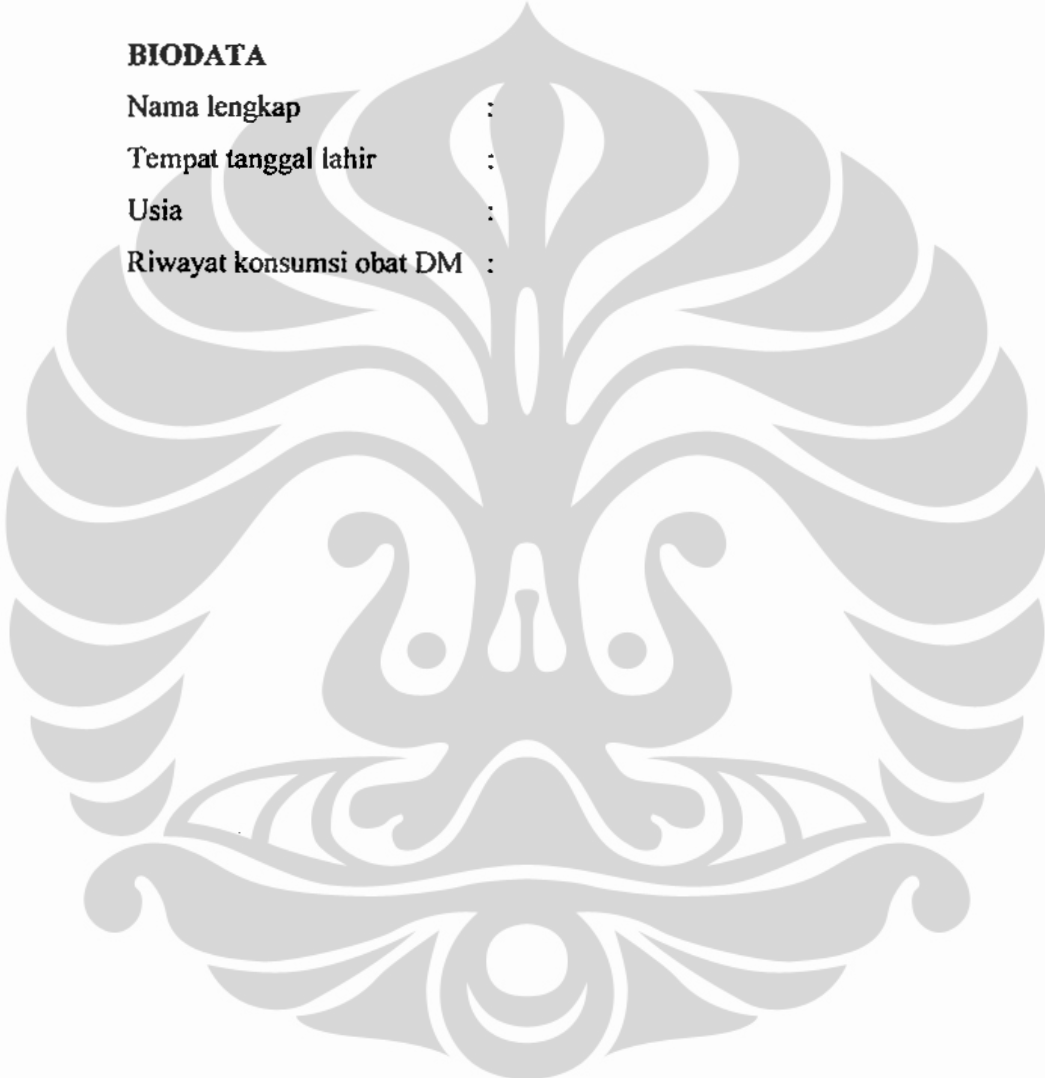 BIODATA
Nama lengkap :
Tempat tanggal lahir :
Usia :
Riwayat konsumsi obat DM :